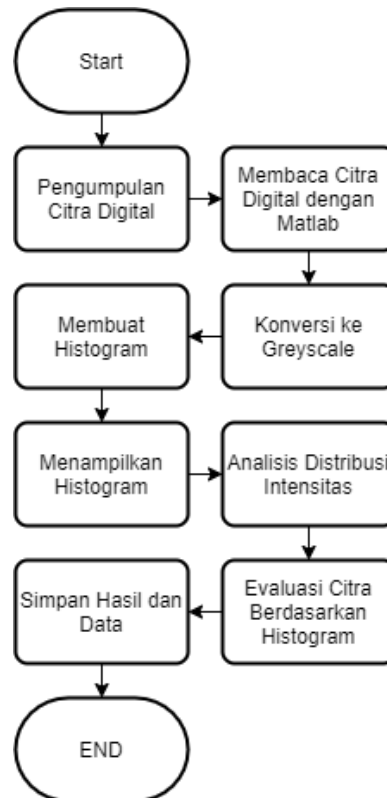 Start
Pengumpulan
Citra Digital
Membaca Citra
Digital dengan
Matlab
Konversi ke
Greyscale
Membuat
Histogram
Menampilkan
Histogram
Analisis Distribusi
Intensitas
Evaluasi Citra
Berdasarkan
Histogram
Simpan Hasil dan
Data
END